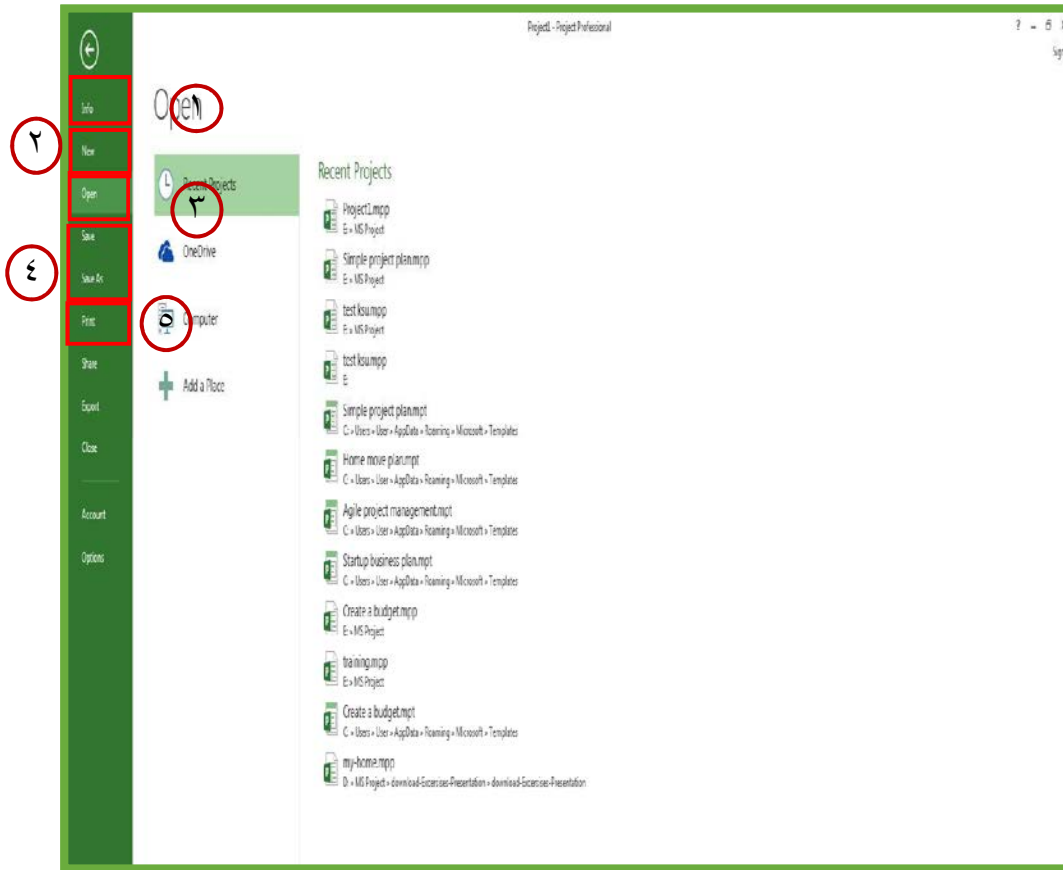 Project1 - Project Professional
? –
Sig
Info
New
Open
Save
Save As
Print
Share
Export
Close
Account
Options
١
٢
٣
٤
٥
Open
Recent Projects
OneDrive
Computer
Add a Place
Recent Projects
Project1.mpp
E: » MS Project
Simple project plan.mpp
E: » MS Project
test ksu.mpp
E: » MS Project
test ksu.mpp
E:
Simple project plan.mpt
C: » Users » User » AppData » Roaming » Microsoft » Templates
Home move plan.mpt
C: » Users » User » AppData » Roaming » Microsoft » Templates
Agile project management.mpt
C: » Users » User » AppData » Roaming » Microsoft » Templates
Startup business plan.mpt
C: » Users » User » AppData » Roaming » Microsoft » Templates
Create a budget.mpp
E: » MS Project
training.mpp
E: » MS Project
Create a budget.mpt
C: » Users » User » AppData » Roaming » Microsoft » Templates
my-home.mpp
D: » MS Project » download-Excersises-Presentation » download-Excersises-Presentation